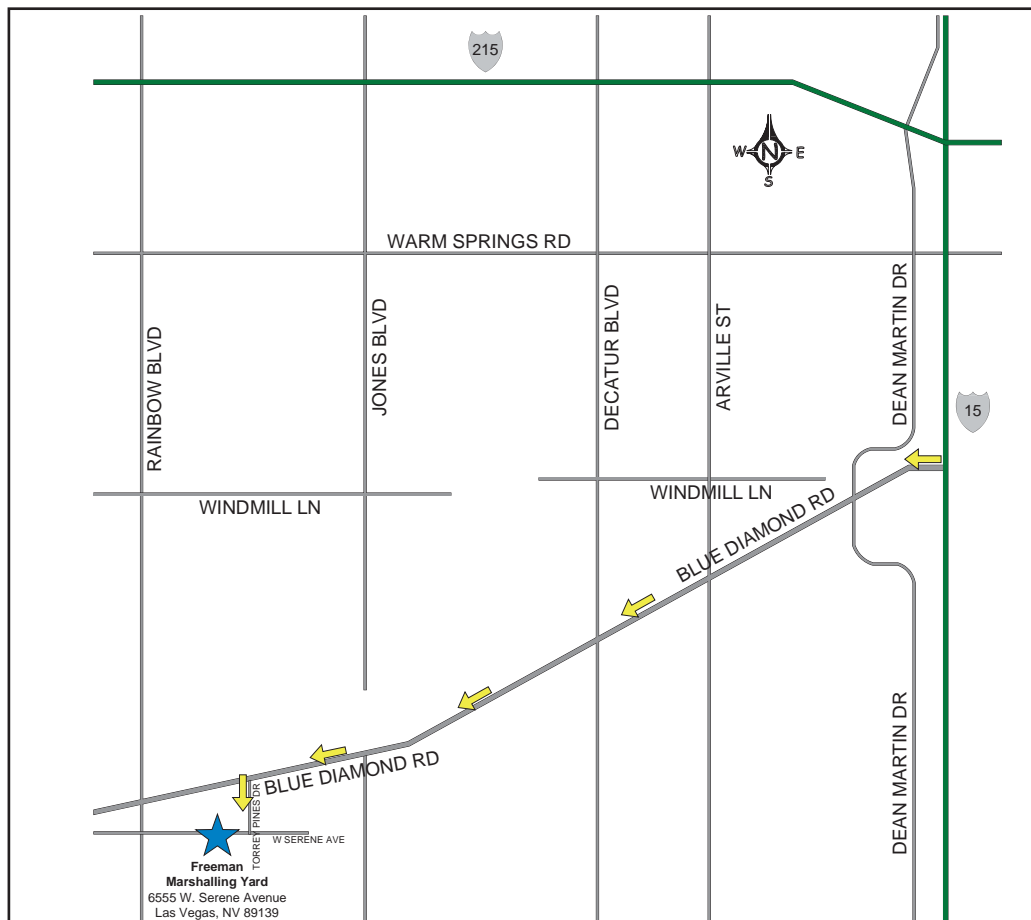 215
N
W
E
S
WARM SPRINGS RD
RAINBOW BLVD
JONES BLVD
DECATUR BLVD
ARVILLE ST
DEAN MARTIN DR
15
WINDMILL LN
WINDMILL LN
BLUE DIAMOND RD
BLUE DIAMOND RD
DEAN MARTIN DR
TORREY PINES DR
W SERENE AVE
Freeman
Marshalling Yard
6555 W. Serene Avenue
Las Vegas, NV 89139